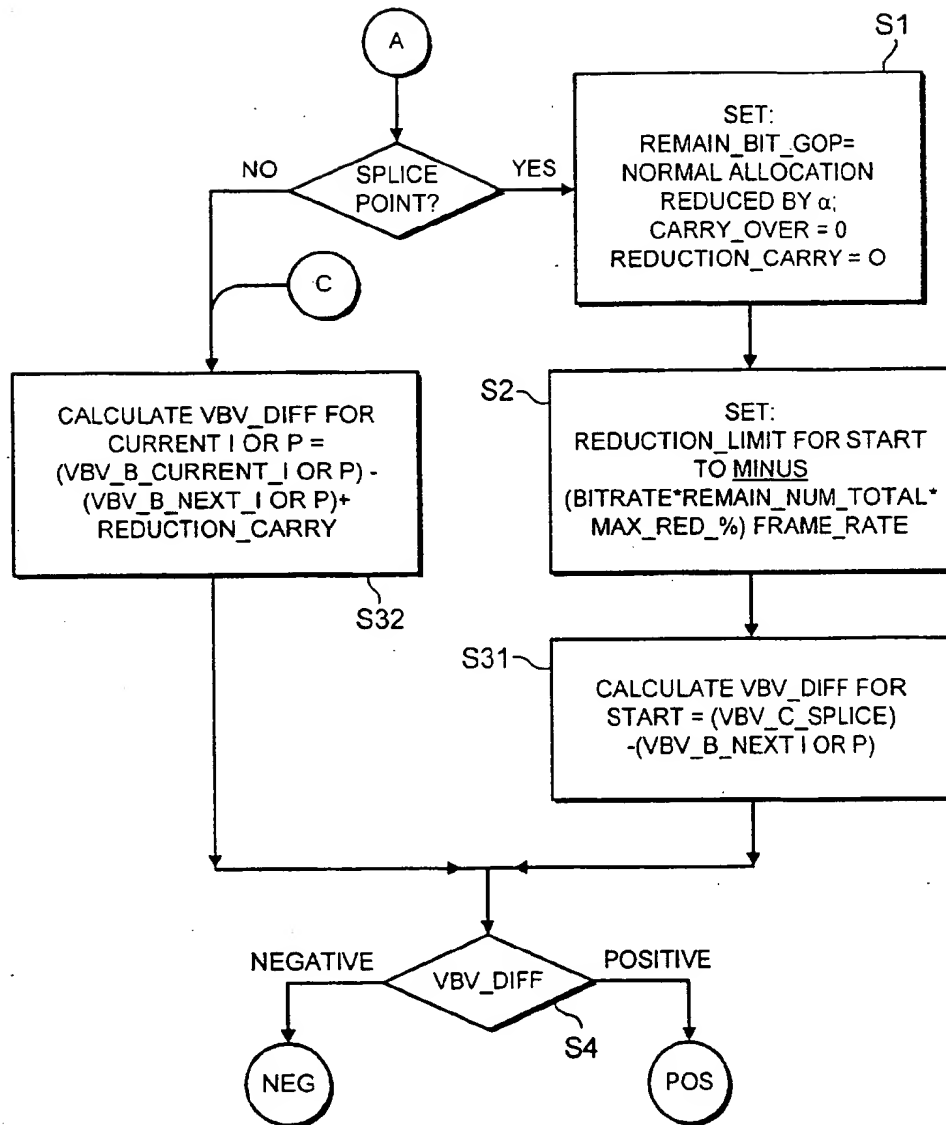 A
S1
SPLICE
POINT?
NO
YES
SET:
REMAIN_BIT_GOP=
NORMAL ALLOCATION
REDUCED BY α;
CARRY_OVER = 0
REDUCTION_CARRY = O
C
CALCULATE VBV_DIFF FOR
CURRENT I OR P =
(VBV_B_CURRENT_I OR P) -
(VBV_B_NEXT_I OR P)+
REDUCTION_CARRY
S32
S2
SET:
REDUCTION_LIMIT FOR START
TO MINUS
(BITRATE*REMAIN_NUM_TOTAL*
MAX_RED_%) FRAME_RATE
S31
CALCULATE VBV_DIFF FOR
START = (VBV_C_SPLICE)
-(VBV_B_NEXT I OR P)
NEGATIVE
VBV_DIFF
POSITIVE
S4
NEG
POS